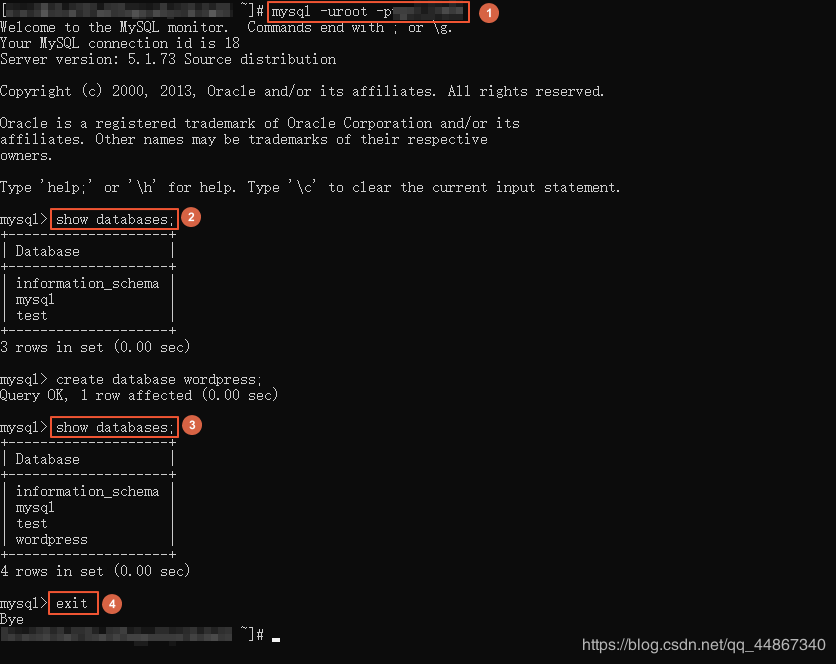 [ ~]# mysql -uroot -p 1
Welcome to the MySQL monitor.  Commands end with ; or \g.
Your MySQL connection id is 18
Server version: 5.1.73 Source distribution
Copyright (c) 2000, 2013, Oracle and/or its affiliates. All rights reserved.
Oracle is a registered trademark of Oracle Corporation and/or its
affiliates. Other names may be trademarks of their respective
owners.
Type 'help;' or '\h' for help. Type '\c' to clear the current input statement.
mysql> show databases; 2
+--------------------+
| Database           |
+--------------------+
| information_schema |
| mysql              |
| test               |
+--------------------+
3 rows in set (0.00 sec)
mysql> create database wordpress;
Query OK, 1 row affected (0.00 sec)
mysql> show databases; 3
+--------------------+
| Database           |
+--------------------+
| information_schema |
| mysql              |
| test               |
| wordpress          |
+--------------------+
4 rows in set (0.00 sec)
mysql> exit 4
Bye
~]#
https://blog.csdn.net/qq_44867340